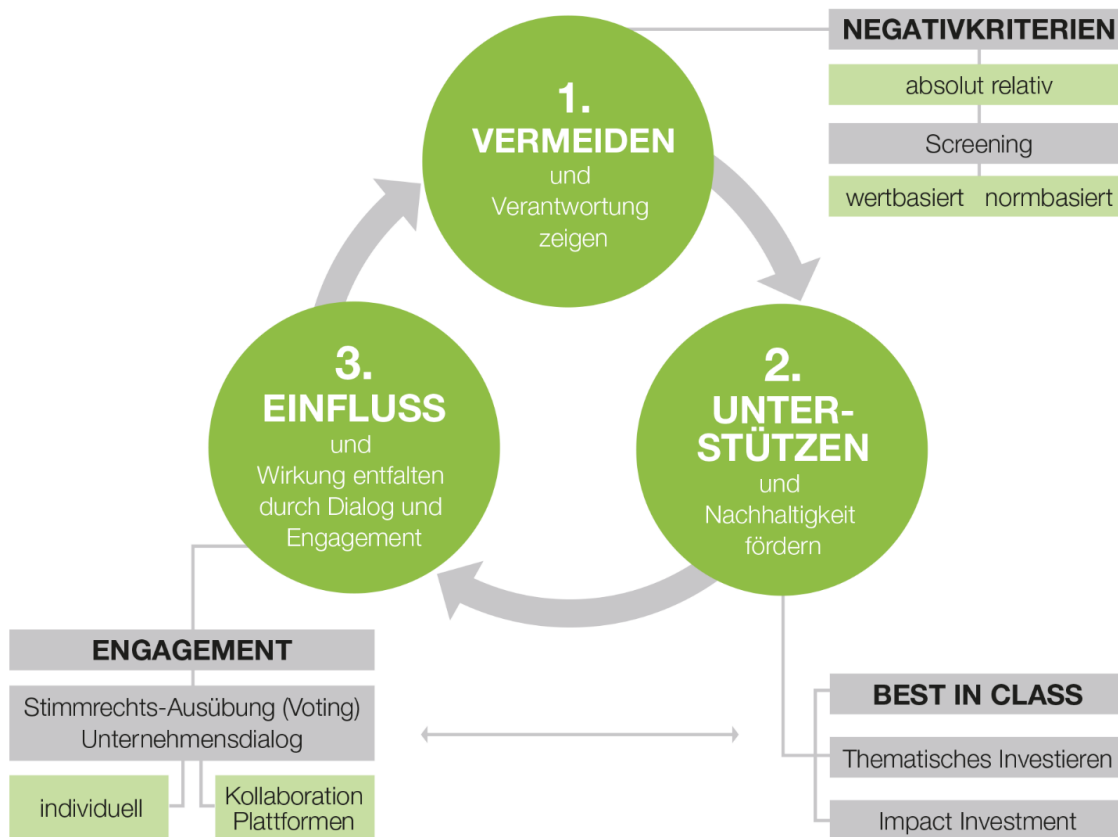 1.
VERMEIDEN
und
Verantwortung
zeigen
NEGATIVKRITERIEN
absolut relativ
Screening
wertbasiert normbasiert
2.
UNTER-
STÜTZEN
und
Nachhaltigkeit
fördern
BEST IN CLASS
Thematisches Investieren
Impact Investment
3.
EINFLUSS
und
Wirkung entfalten
durch Dialog und
Engagement
ENGAGEMENT
Stimmrechts-Ausübung (Voting)
Unternehmensdialog
individuell
Kollaboration
Plattformen